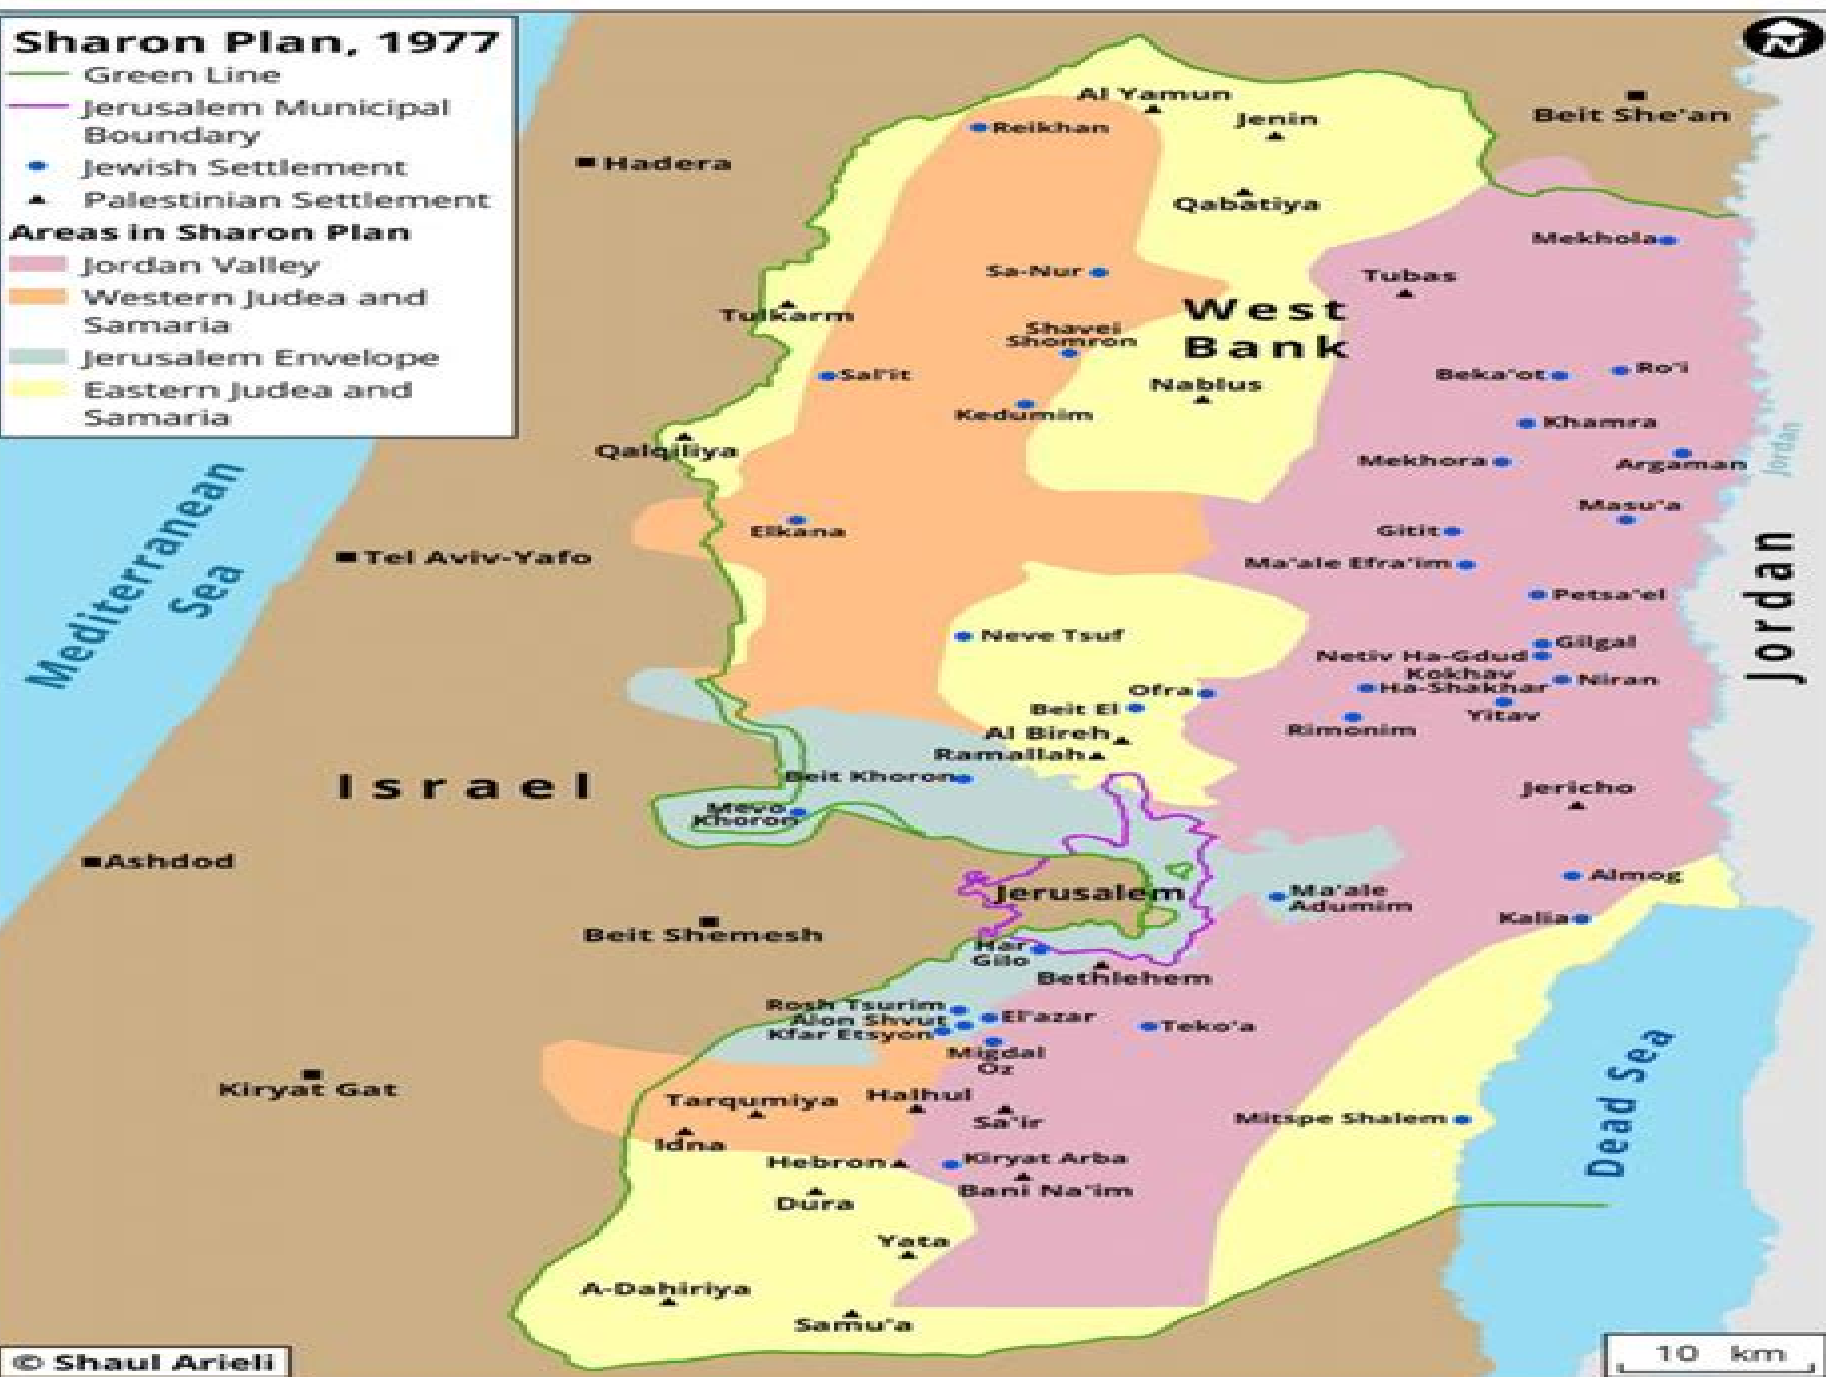 Sharon Plan, 1977
Green Line
Jerusalem Municipal
Boundary
Jewish Settlement
Palestinian Settlement
Areas in Sharon Plan
Jordan Valley
Western Judea and
Samaria
Jerusalem Envelope
Eastern Judea and
Samaria
N
Al Yamun
Beit She'an
Reikhan
Jenin
Hadera
Qabatiya
Mekhola
Sa-Nur
Tubas
Tulkarm
West
Bank
Shavei
Shomron
Sal'it
Beka'ot
Ro'i
Nablus
Kedumim
Khamra
Qalqiliya
Mekhora
Argaman
Jordan
Mediterranean
Sea
Masu'a
Elkana
Gitit
Tel Aviv-Yafo
Ma'ale Efra'im
Jordan
Petsa'el
Neve Tsuf
Gilgal
Netiv Ha-Gdud
Kokhav
Ha-Shakhar
Niran
Ofra
Beit El
Yitav
Rimonim
Al Bireh
Ramallah
Beit Khoron
Israel
Jericho
Mevo
Khoron
Ashdod
Almog
Jerusalem
Ma'ale
Adumim
Kalia
Beit Shemesh
Har
Gilo
Bethlehem
Rosh Tsurim
Alon Shvut
Kfar Etsyon
El'azar
Teko'a
Migdal
Oz
Kiryat Gat
Tarqumiya
Halhul
Sa'ir
Mitspe Shalem
Dead Sea
Idna
Hebron
Kiryat Arba
Bani Na'im
Dura
Yata
A-Dahiriya
Samu'a
© Shaul Arieli
10 km